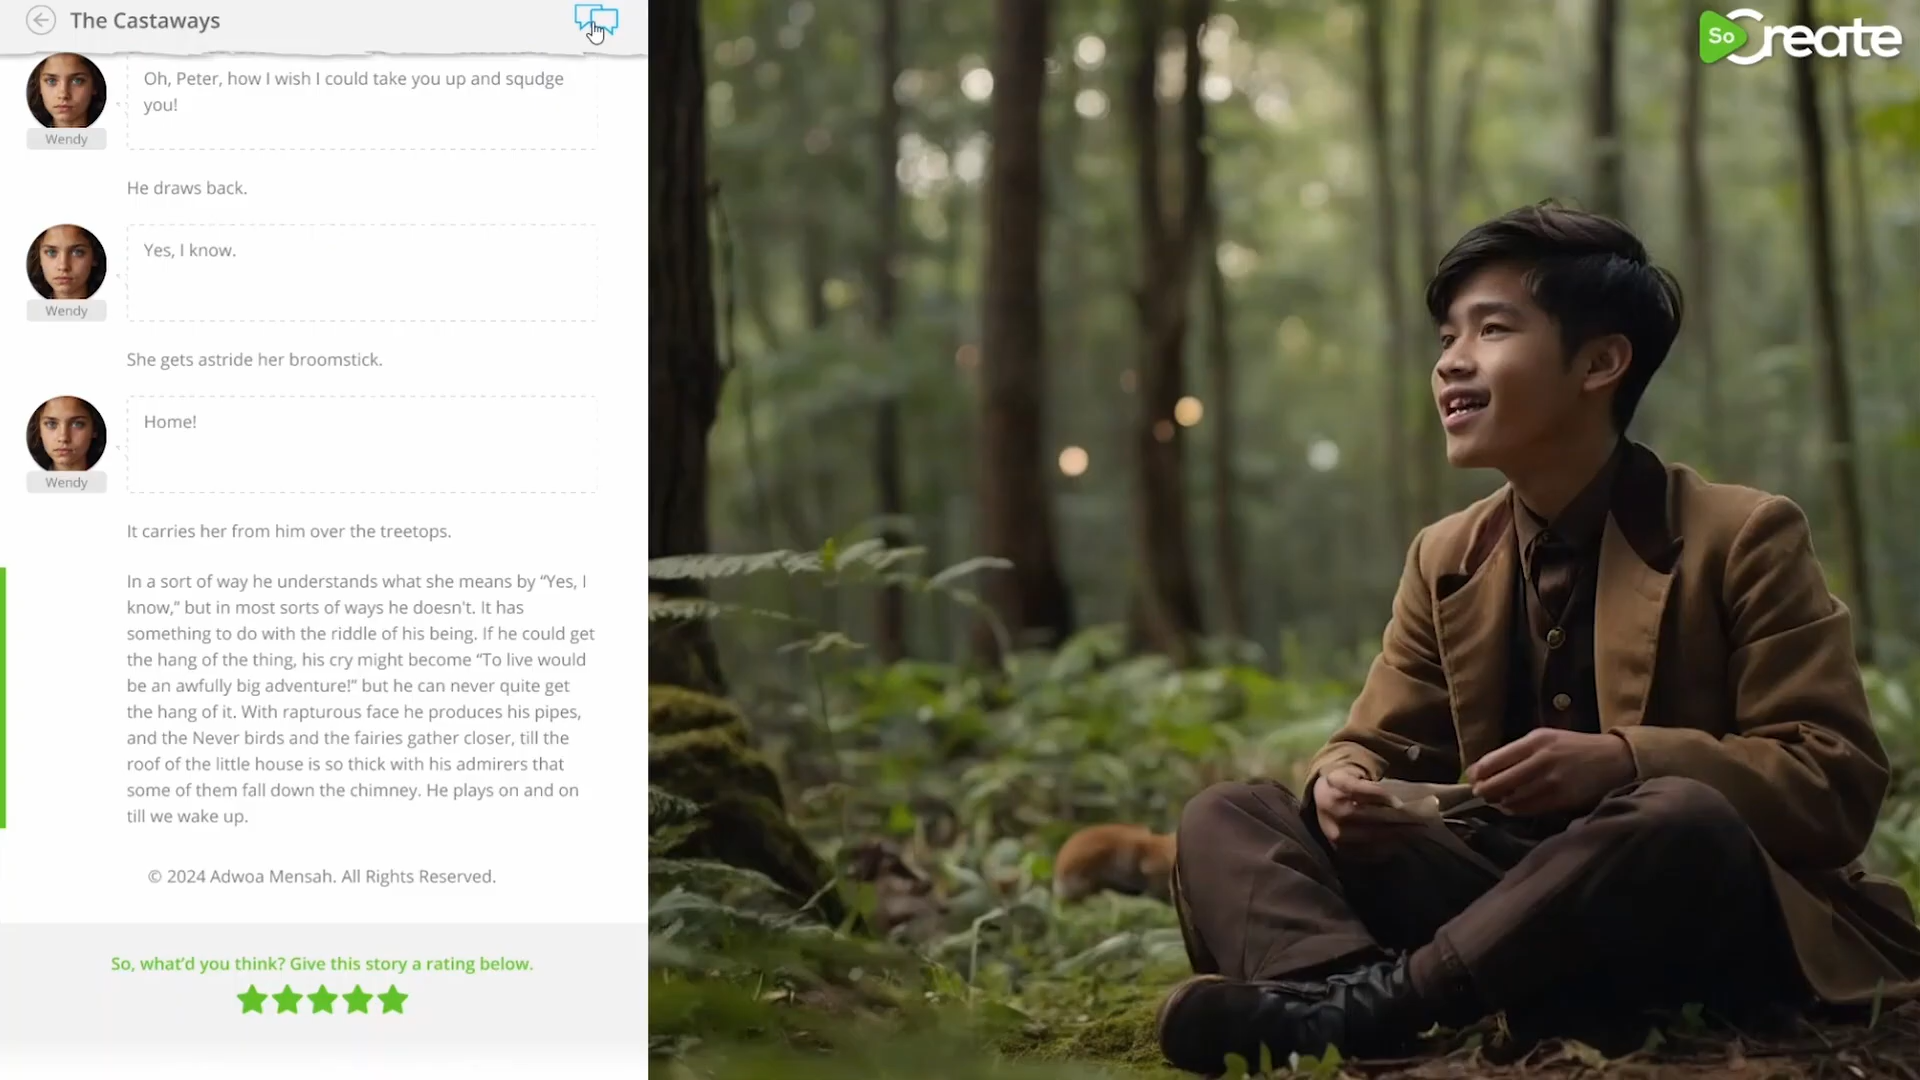 The Castaways
SoCreate
Oh, Peter, how I wish I could take you up and squdge
you!
Wendy
He draws back.
Yes, I know.
Wendy
She gets astride her broomstick.
Home!
Wendy
It carries her from him over the treetops.
In a sort of way he understands what she means by “Yes, I
know,” but in most sorts of ways he doesn't. It has
something to do with the riddle of his being. If he could get
the hang of the thing, his cry might become “To live would
be an awfully big adventure!” but he can never quite get
the hang of it. With rapturous face he produces his pipes,
and the Never birds and the fairies gather closer, till the
roof of the little house is so thick with his admirers that
some of them fall down the chimney. He plays on and on
till we wake up.
© 2024 Adwoa Mensah. All Rights Reserved.
So, what’d you think? Give this story a rating below.